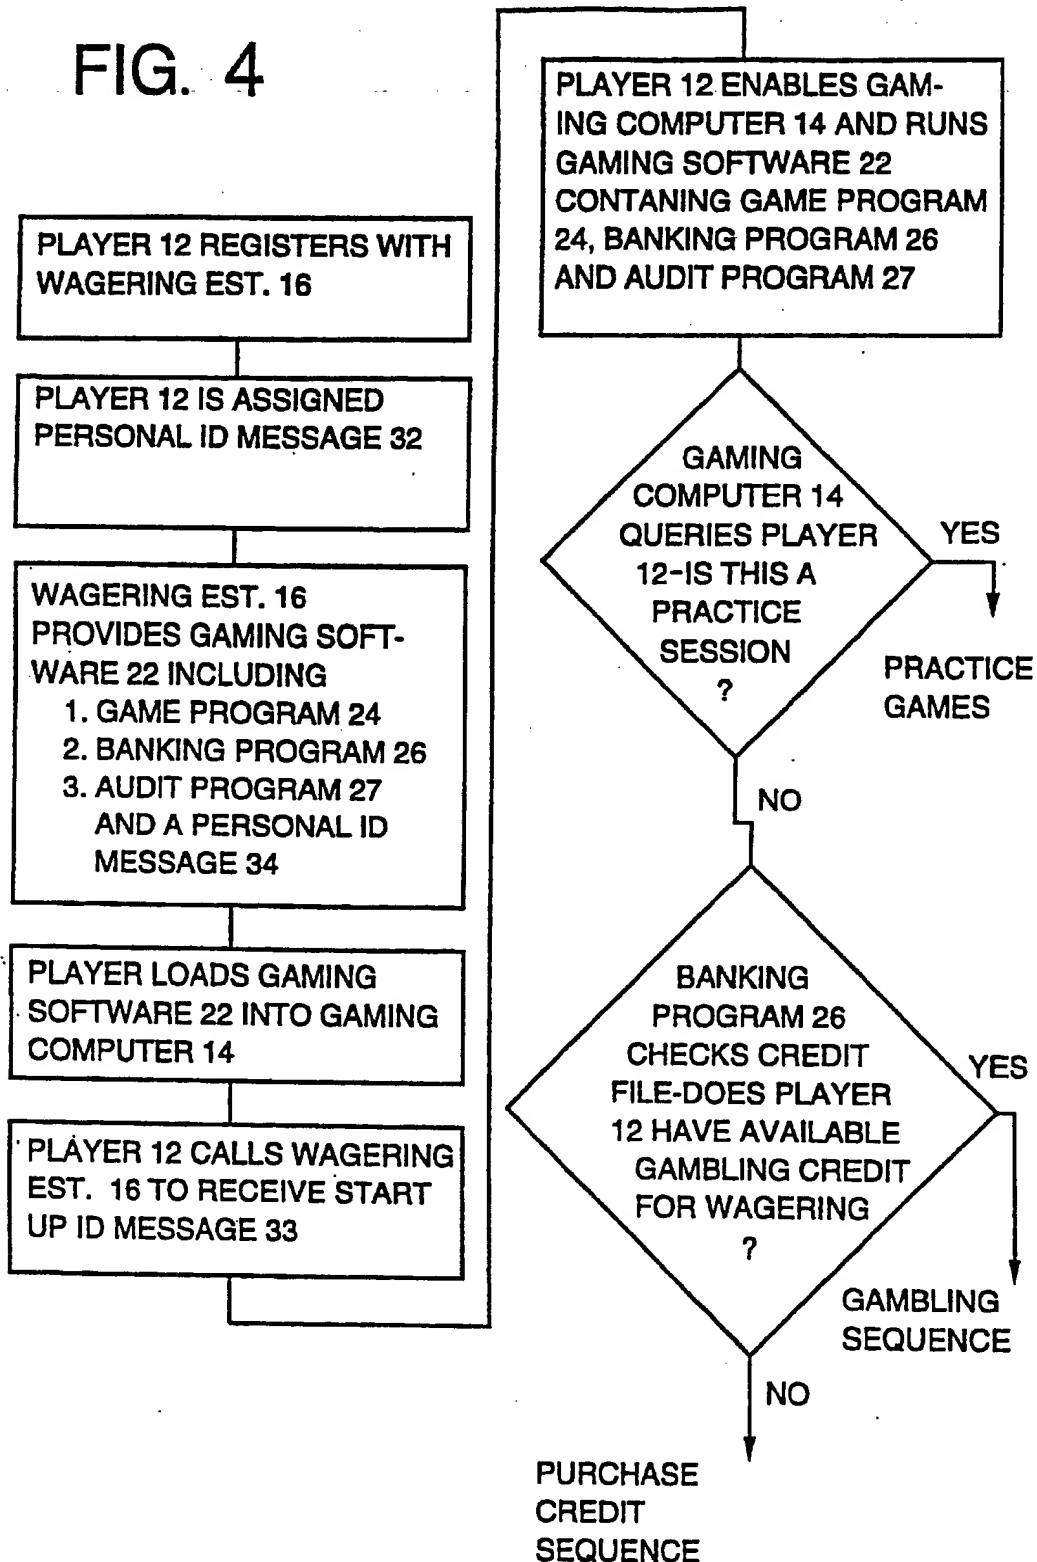 FIG. 4
PLAYER 12 REGISTERS WITH
WAGERING EST. 16
PLAYER 12 IS ASSIGNED
PERSONAL ID MESSAGE 32
WAGERING EST. 16
PROVIDES GAMING SOFT-
WARE 22 INCLUDING
1. GAME PROGRAM 24
2. BANKING PROGRAM 26
3. AUDIT PROGRAM 27
AND A PERSONAL ID
MESSAGE 34
PLAYER LOADS GAMING
SOFTWARE 22 INTO GAMING
COMPUTER 14
PLAYER 12 CALLS WAGERING
EST. 16 TO RECEIVE START
UP ID MESSAGE 33
PLAYER 12 ENABLES GAM-
ING COMPUTER 14 AND RUNS
GAMING SOFTWARE 22
CONTANING GAME PROGRAM
24, BANKING PROGRAM 26
AND AUDIT PROGRAM 27
GAMING
COMPUTER 14
QUERIES PLAYER
12-IS THIS A
PRACTICE
SESSION
?
YES
PRACTICE
GAMES
NO
BANKING
PROGRAM 26
CHECKS CREDIT
FILE-DOES PLAYER
12 HAVE AVAILABLE
GAMBLING CREDIT
FOR WAGERING
?
YES
GAMBLING
SEQUENCE
NO
PURCHASE
CREDIT
SEQUENCE